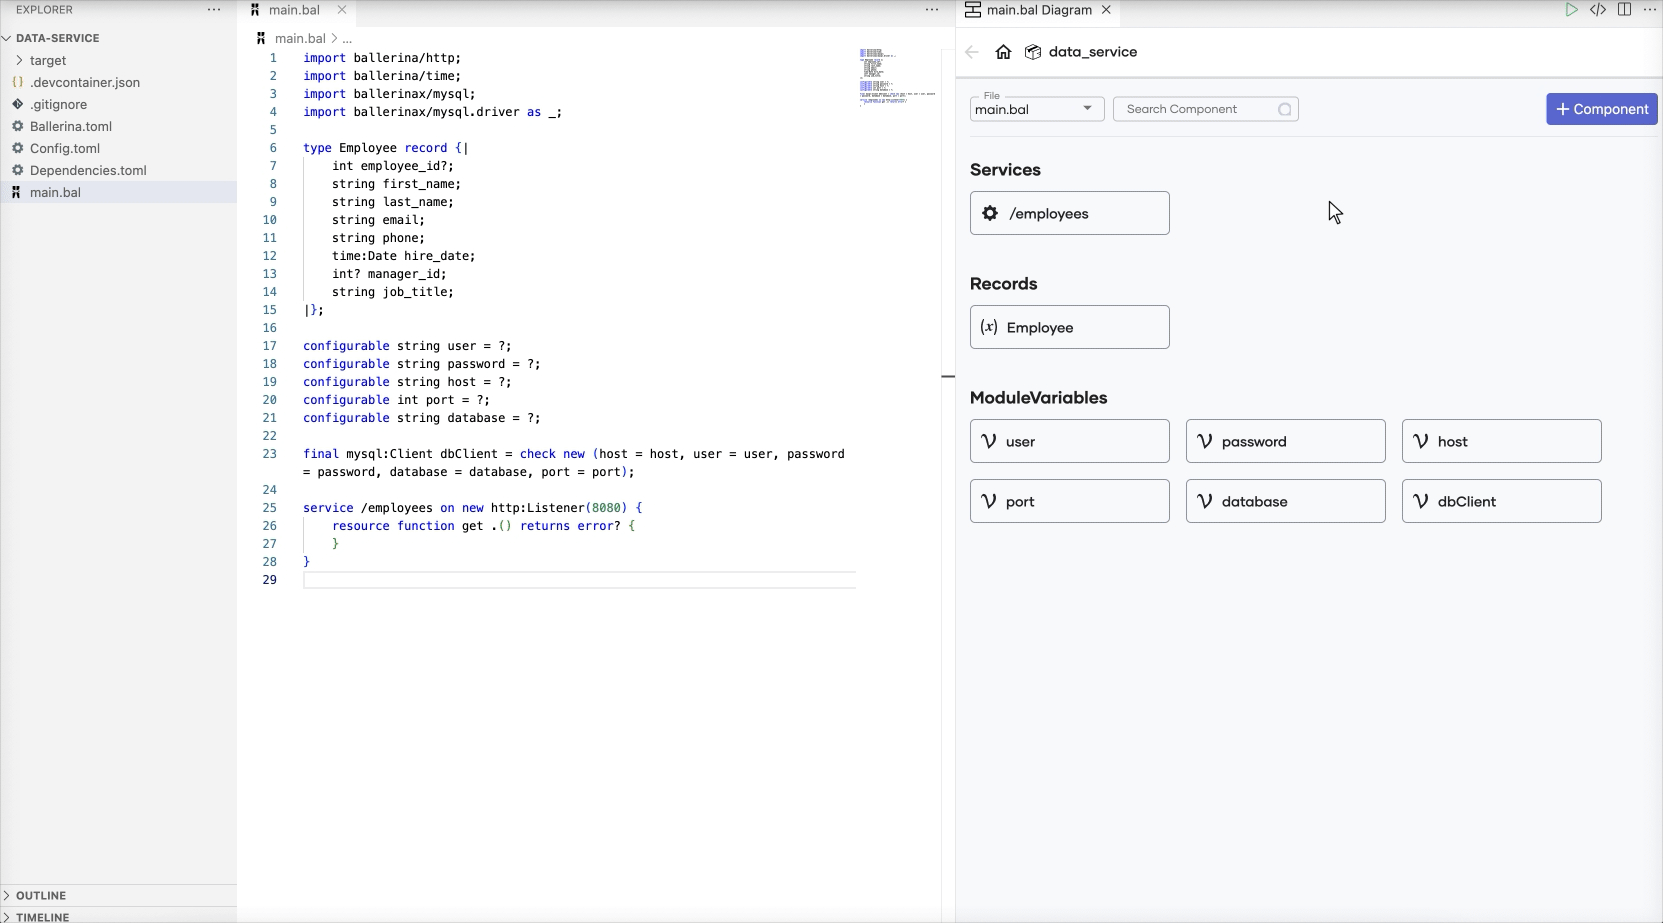 EXPLORER
DATA-SERVICE
target
{} .devcontainer.json
.gitignore
Ballerina.toml
Config.toml
Dependencies.toml
main.bal
OUTLINE
TIMELINE
main.bal
main.bal > ...
1 import ballerina/http;
2 import ballerina/time;
3 import ballerinax/mysql;
4 import ballerinax/mysql.driver as _;
5
6 type Employee record {|
7 int employee_id?;
8 string first_name;
9 string last_name;
10 string email;
11 string phone;
12 time:Date hire_date;
13 int? manager_id;
14 string job_title;
15 |};
16
17 configurable string user = ?;
18 configurable string password = ?;
19 configurable string host = ?;
20 configurable int port = ?;
21 configurable string database = ?;
22
23 final mysql:Client dbClient = check new (host = host, user = user, password
= password, database = database, port = port);
24
25 service /employees on new http:Listener(8080) {
26 resource function get .() returns error? {
27 }
28 }
29
main.bal Diagram
data_service
File
main.bal
Search Component
+ Component
Services
/employees
Records
(x) Employee
ModuleVariables
user
password
host
port
database
dbClient